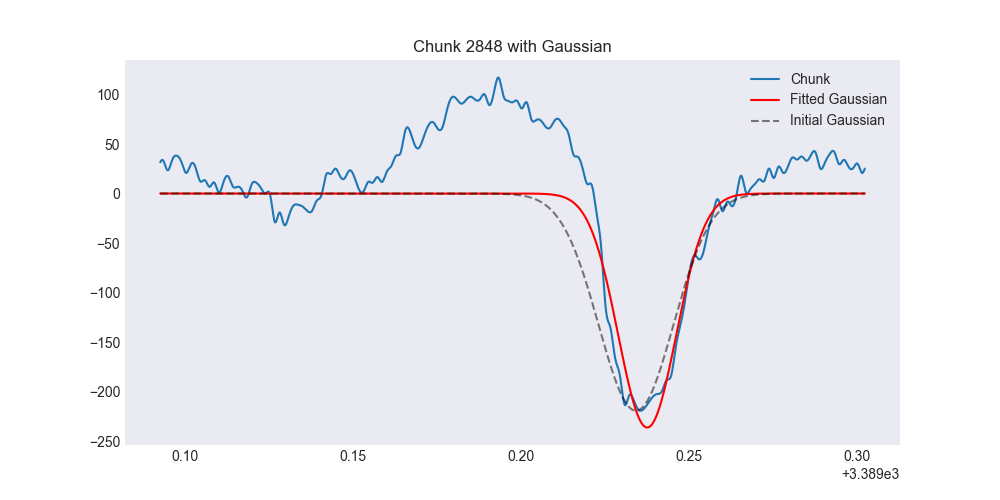 Chunk 2848 with Gaussian
Chunk
Fitted Gaussian
Initial Gaussian
100
50
0
−50
−100
−150
−200
−250
0.10 0.15 0.20 0.25 0.30
+3.389e3